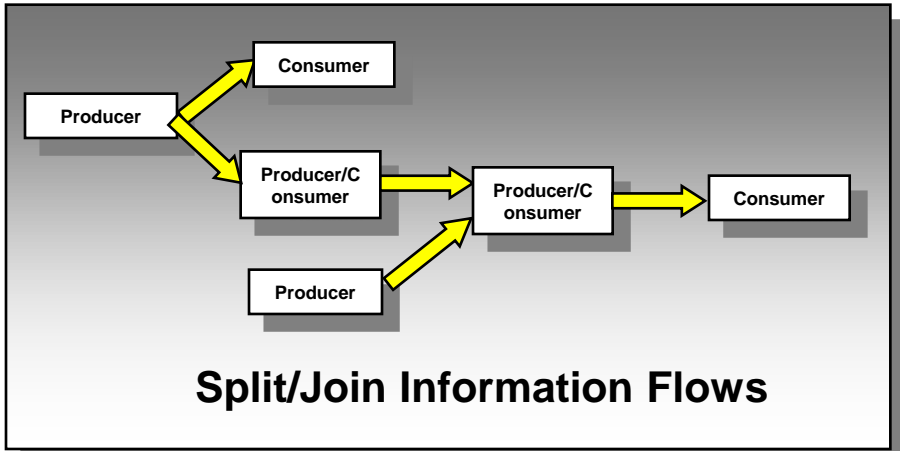 Consumer
Producer
Producer/C
onsumer
Producer/C
onsumer
Consumer
Producer
Split/Join Information Flows